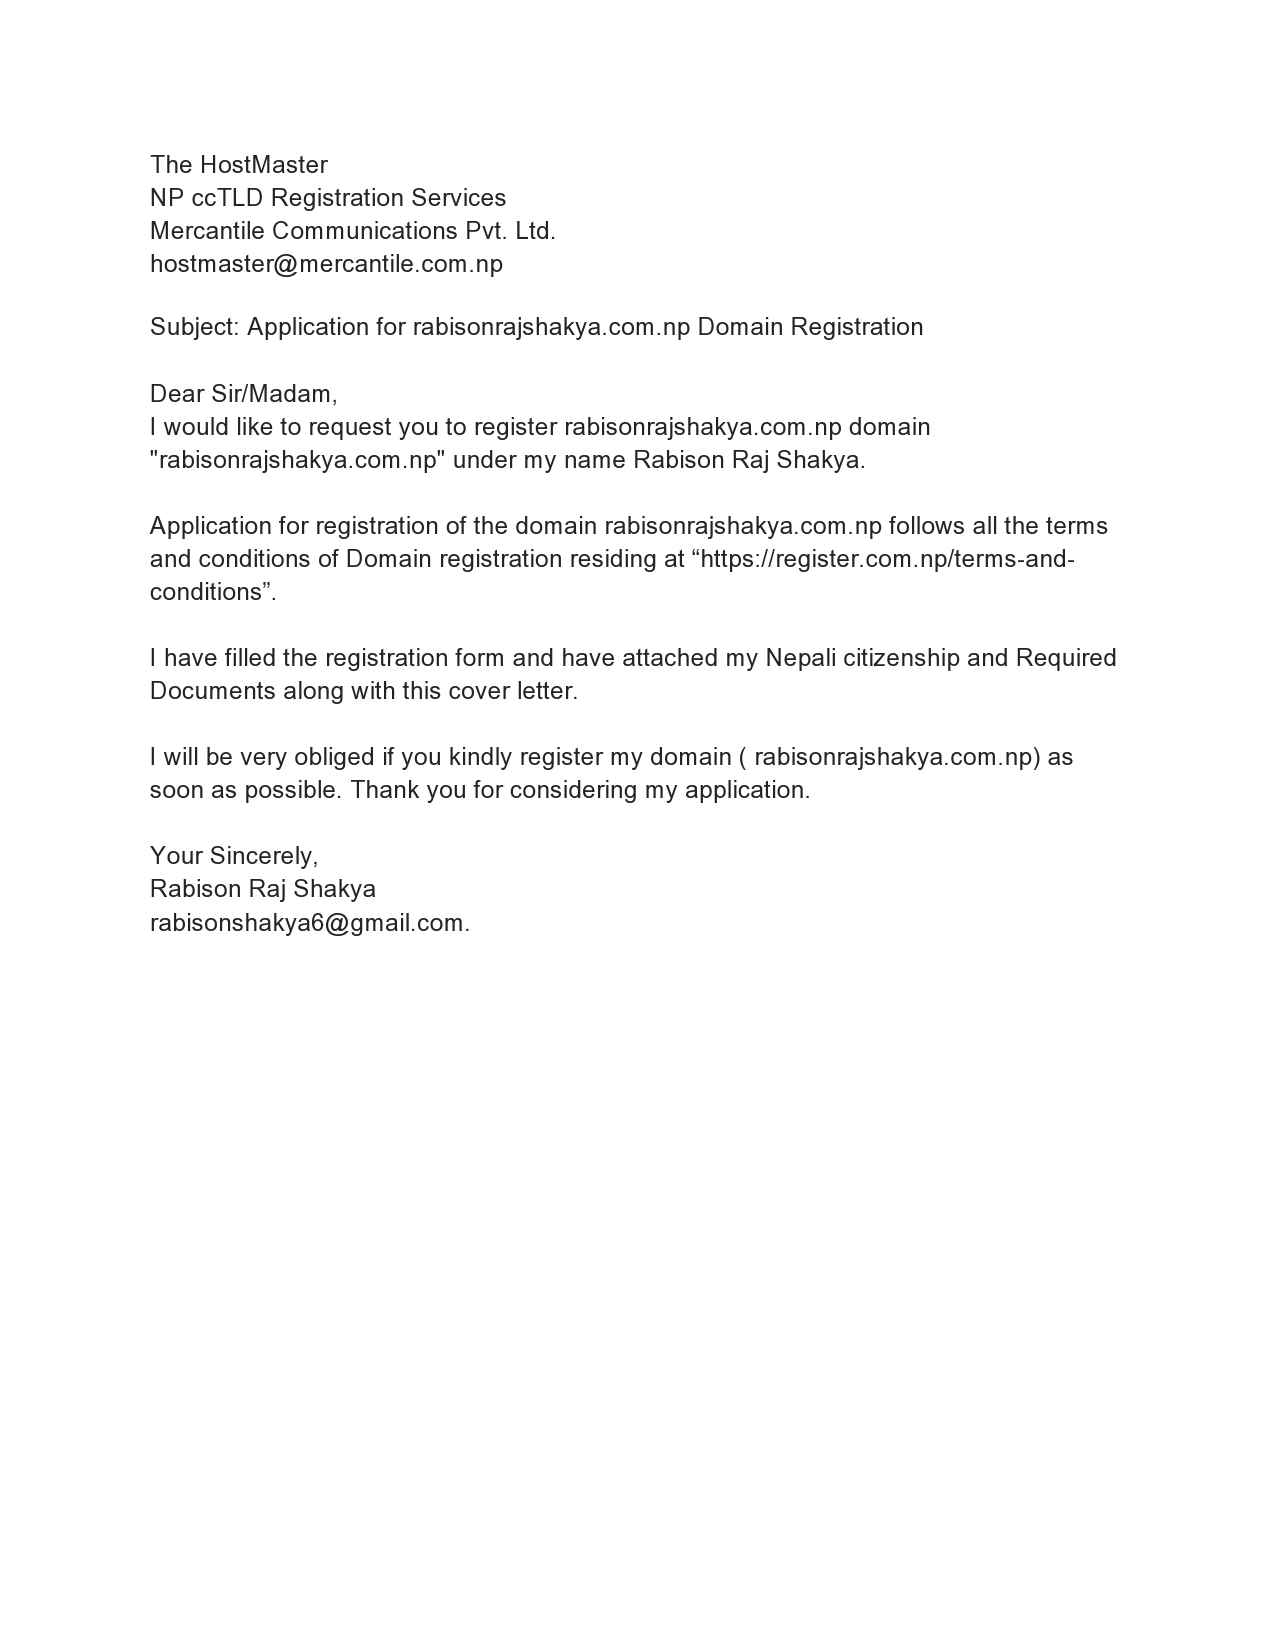 The HostMaster
NP ccTLD Registration Services
Mercantile Communications Pvt. Ltd.
hostmaster@mercantile.com.np
Subject: Application for rabisonrajshakya.com.np Domain Registration
Dear Sir/Madam,
I would like to request you to register rabisonrajshakya.com.np domain
"rabisonrajshakya.com.np" under my name Rabison Raj Shakya.
Application for registration of the domain rabisonrajshakya.com.np follows all the terms
and conditions of Domain registration residing at “https://register.com.np/terms-and-
conditions”.
I have filled the registration form and have attached my Nepali citizenship and Required
Documents along with this cover letter.
I will be very obliged if you kindly register my domain ( rabisonrajshakya.com.np) as
soon as possible. Thank you for considering my application.
Your Sincerely,
Rabison Raj Shakya
rabisonshakya6@gmail.com.